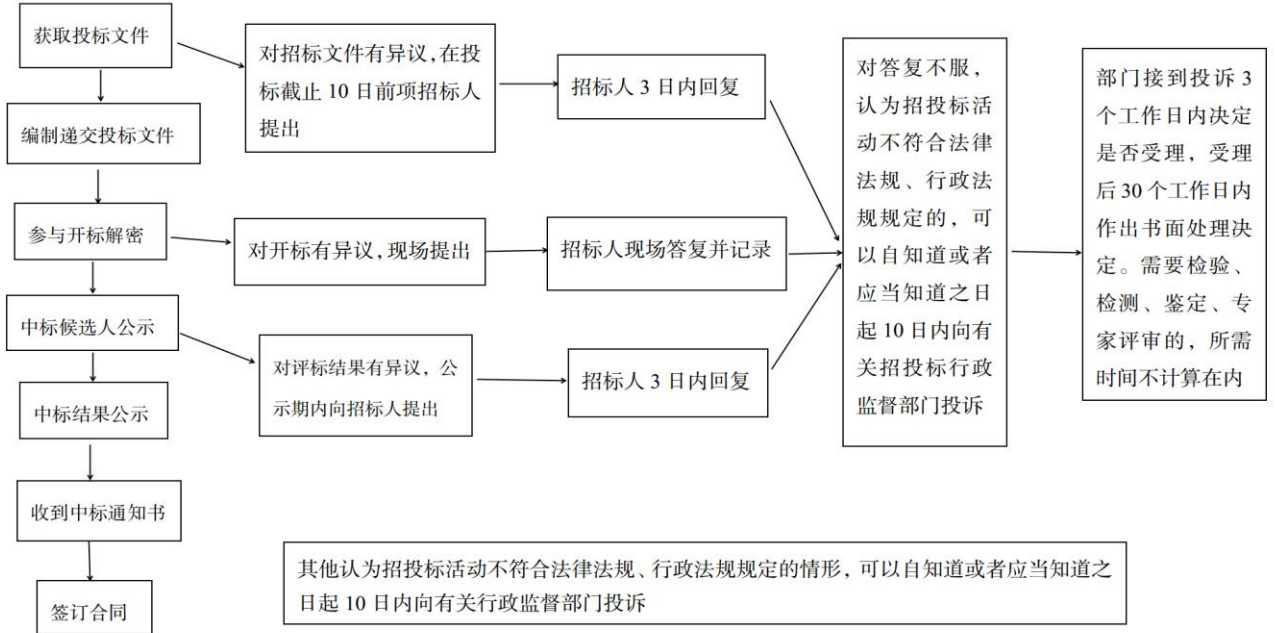 获取投标文件
编制递交投标文件
参与开标解密
中标候选人公示
中标结果公示
收到中标通知书
签订合同
对招标文件有异议，在投
标截止 10 日前项招标人
提出
招标人 3 日内回复
对开标有异议，现场提出
招标人现场答复并记录
对评标结果有异议，公
示期内向招标人提出
招标人 3 日内回复
对答复不服，
认为招投标活
动不符合法律
法规、行政法
规规定的，可
以自知道或者
应当知道之日
起 10 日内向有
关招投标行政
监督部门投诉
部门接到投诉 3
个工作日内决定
是否受理，受理
后 30 个工作日内
作出书面处理决
定。需要检验、
检测、鉴定、专
家评审的，所需
时间不计算在内
其他认为招投标活动不符合法律法规、行政法规规定的情形，可以自知道或者应当知道之
日起 10 日内向有关行政监督部门投诉